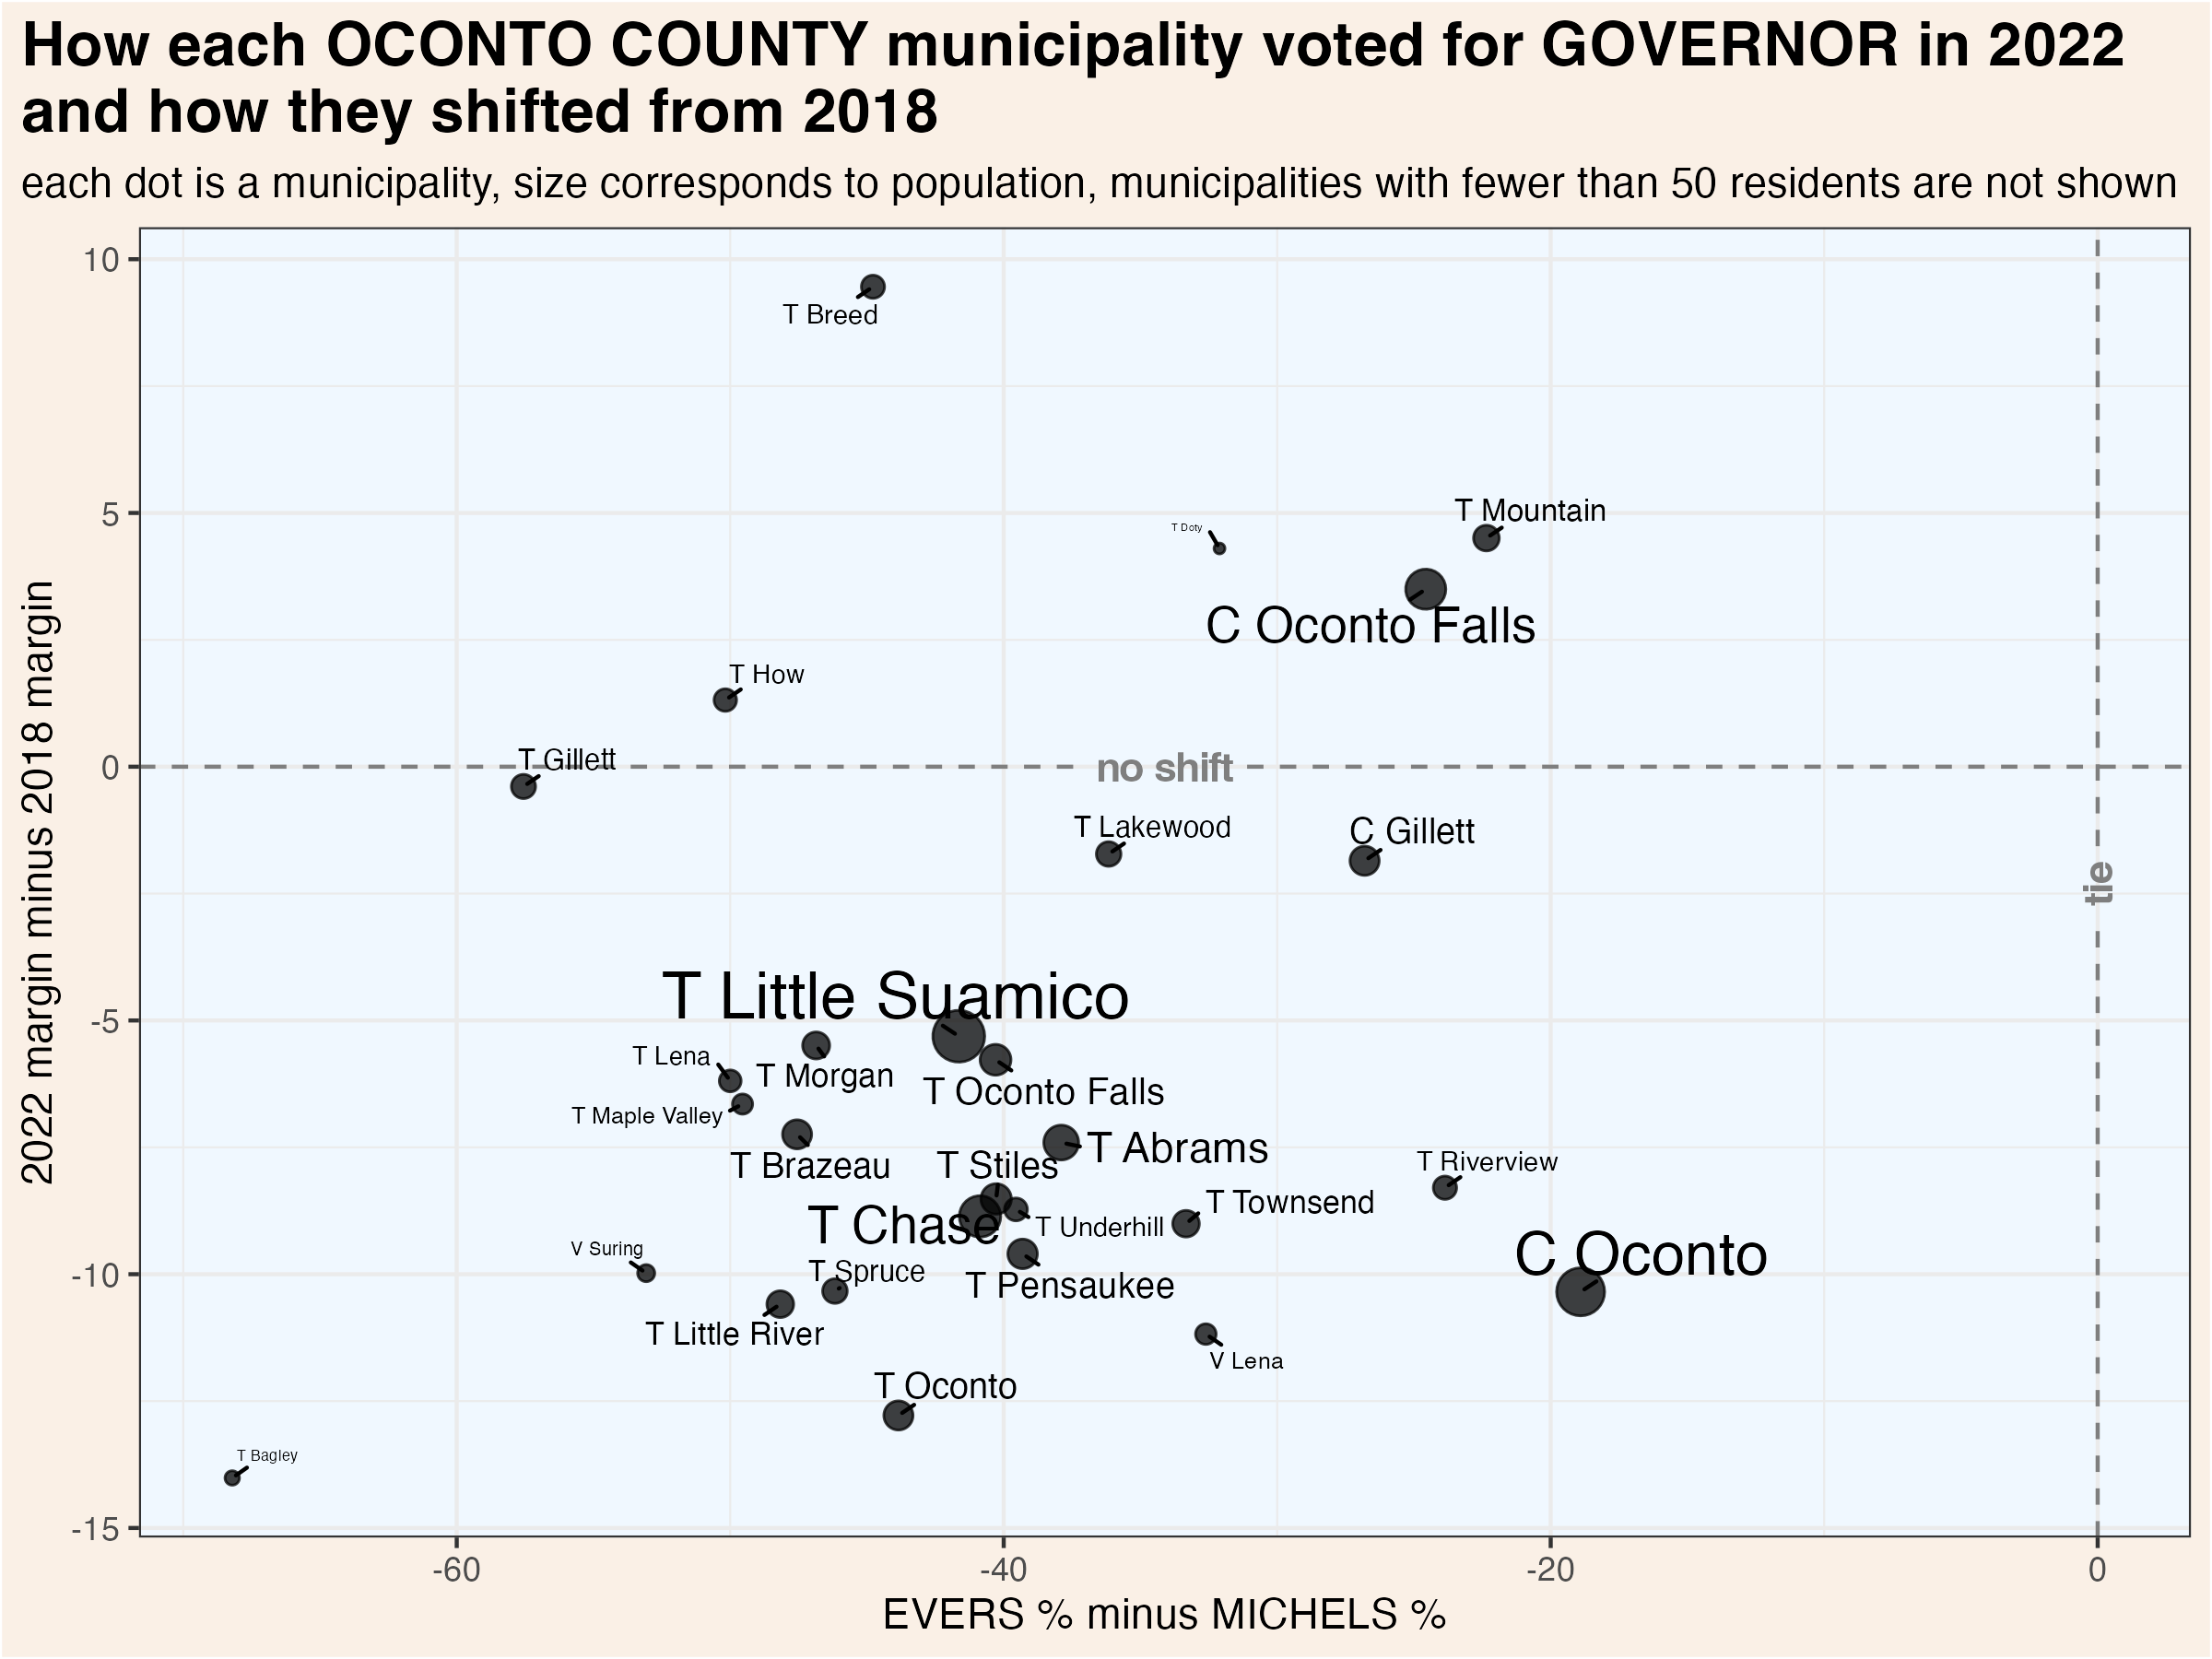 How each OCONTO COUNTY municipality voted for GOVERNOR in 2022
and how they shifted from 2018
each dot is a municipality, size corresponds to population, municipalities with fewer than 50 residents are not shown
2022 margin minus 2018 margin
10
5
0
-5
-10
-15
T Breed
T Mountain
T Doty
C Oconto Falls
T How
T Gillett
no shift
T Lakewood
C Gillett
tie
T Little Suamico
T Lena
T Morgan
T Oconto Falls
T Maple Valley
T Abrams
T Brazeau
T Stiles
T Riverview
T Townsend
T Chase
T Underhill
V Suring
C Oconto
T Spruce
T Pensaukee
T Little River
V Lena
T Oconto
T Bagley
-60
-40
-20
0
EVERS % minus MICHELS %